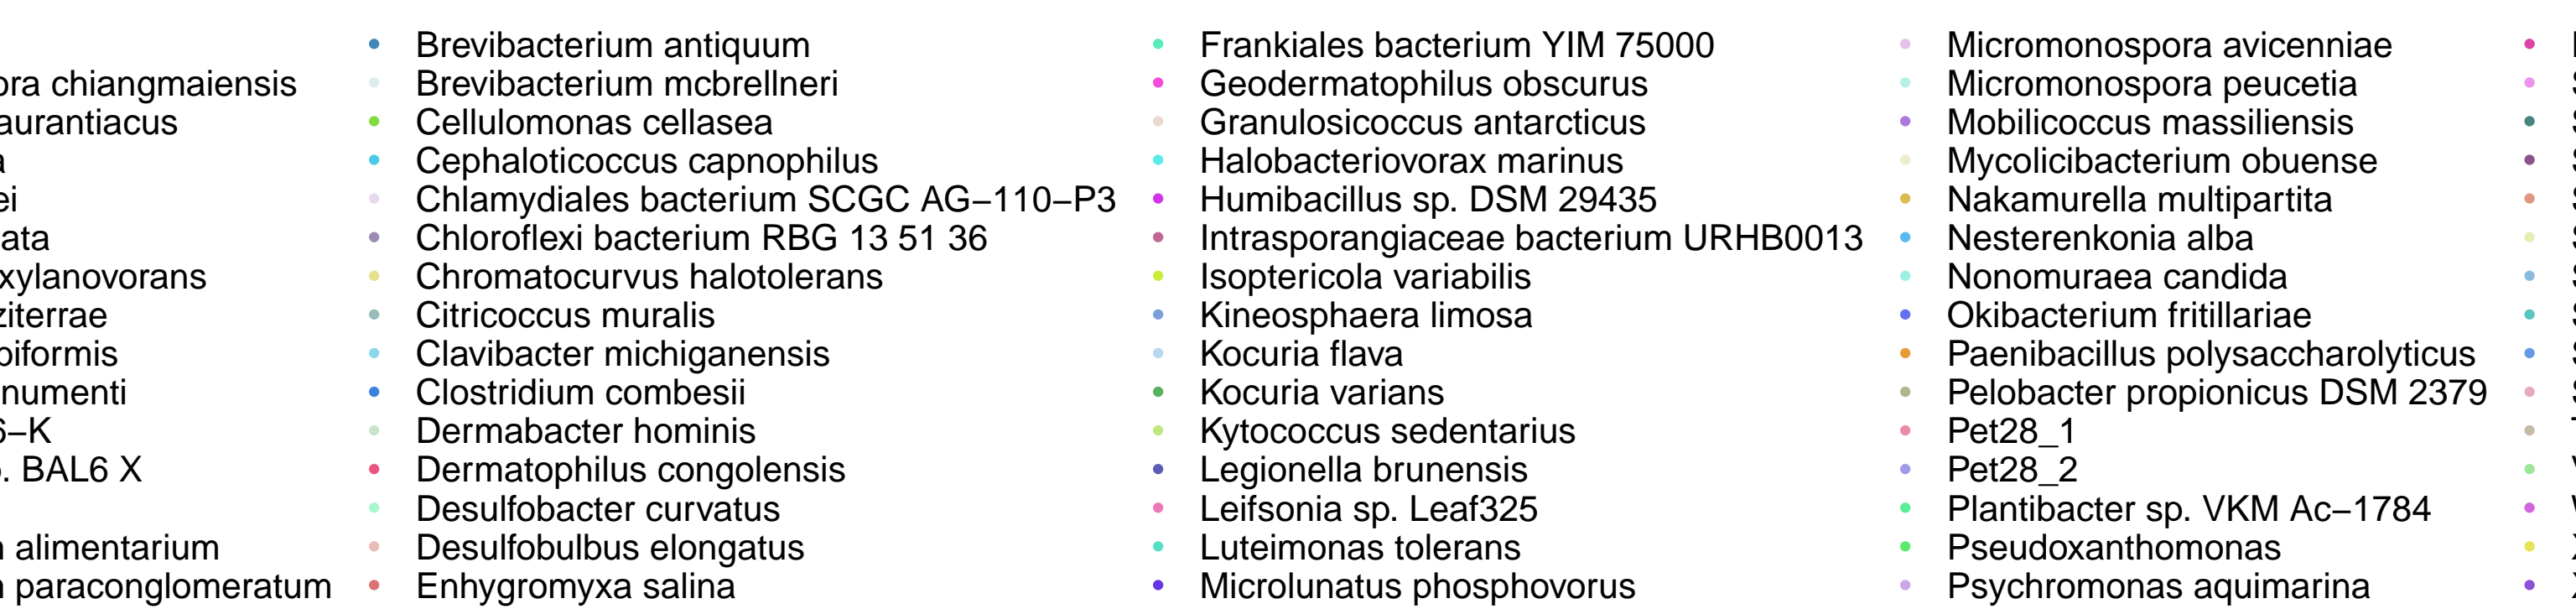 chiangmaiensis
aurantiacus
xylanovorans
BAL6 X
alimentarium
paraconglomeratum
Brevibacterium antiquum
Brevibacterium mcbrellneri
Cellulomonas cellasea
Cephaloticoccus capnophilus
Chlamydiales bacterium SCGC AG−110−P3
Chloroflexi bacterium RBG 13 51 36
Chromatocurvus halotolerans
Citricoccus muralis
Clavibacter michiganensis
Clostridium combesii
Dermabacter hominis
Dermatophilus congolensis
Desulfobacter curvatus
Desulfobulbus elongatus
Enhygromyxa salina
Frankiales bacterium YIM 75000
Geodermatophilus obscurus
Granulosicoccus antarcticus
Halobacteriovorax marinus
Humibacillus sp. DSM 29435
Intrasporangiaceae bacterium URHB0013
Isoptericola variabilis
Kineosphaera limosa
Kocuria flava
Kocuria varians
Kytococcus sedentarius
Legionella brunensis
Leifsonia sp. Leaf325
Luteimonas tolerans
Microlunatus phosphovorus
Micromonospora avicenniae
Micromonospora peucetia
Mobilicoccus massiliensis
Mycolicibacterium obuense
Nakamurella multipartita
Nesterenkonia alba
Nonomuraea candida
Okibacterium fritillariae
Paenibacillus polysaccharolyticus
Pelobacter propionicus DSM 2379
Pet28_1
Pet28_2
Plantibacter sp. VKM Ac−1784
Pseudoxanthomonas
Psychromonas aquimarina